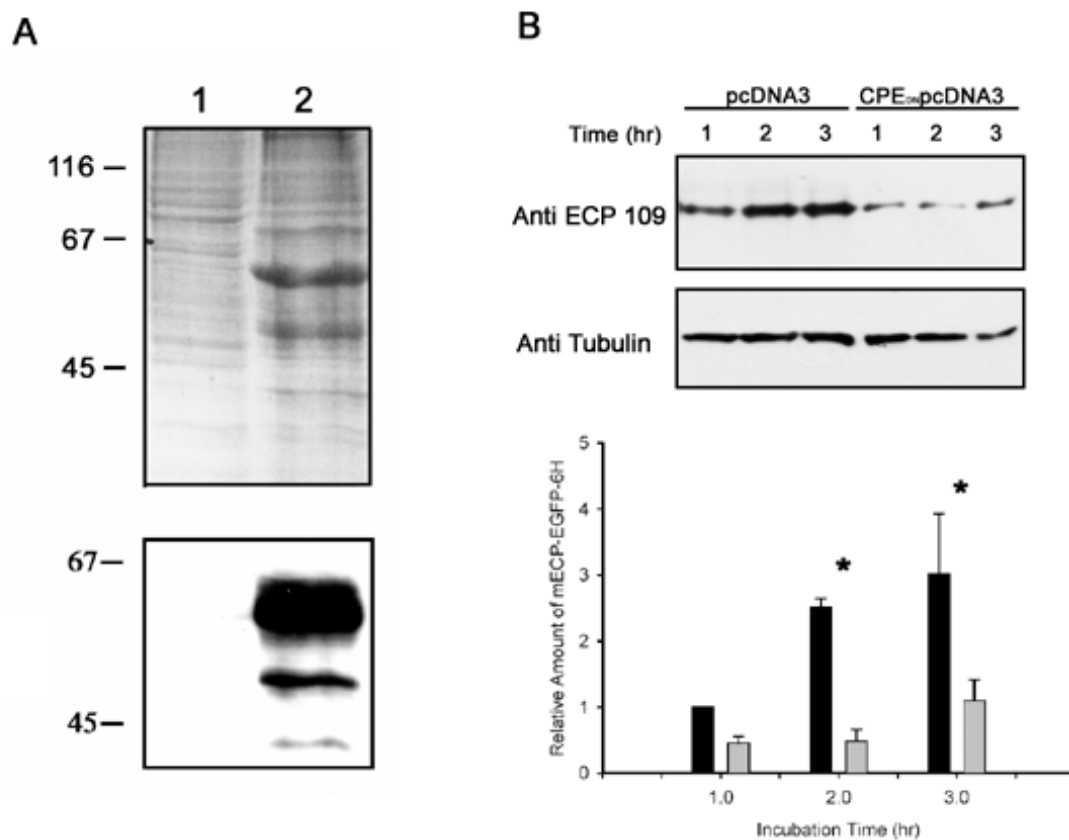 A
1 2
116
67
45
67
45
B
pcDNA3 CPEDNpcDNA3
Time (hr) 1 2 3 1 2 3
Anti ECP 109
Anti Tubulin
Relative Amount of mECP-EGFP-6H
5
4
3
2
1
0
*
*
1.0 2.0 3.0
Incubation Time (hr)